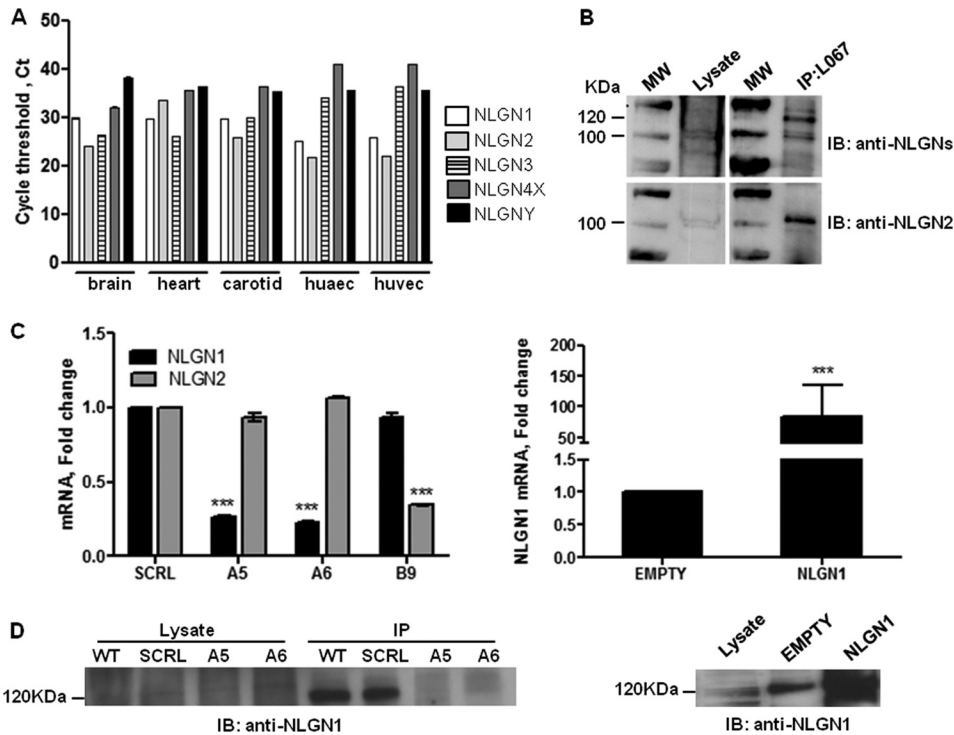 A
Cycle threshold , Ct
50
40
30
20
10
0
brain heart carotid huaec huvec
NLGN1
NLGN2
NLGN3
NLGN4X
NLGNY
B
KDa
MW Lysate MW IP:L067
120
100
IB: anti-NLGNs
100
IB: anti-NLGN2
C
mRNA, Fold change
1.5
1.0
0.5
0.0
NLGN1
NLGN2
*** *** ***
SCRL A5 A6 B9
NLGN1 mRNA, Fold change
200
150
100
50
1.5
1.0
0.5
0.0
***
EMPTY NLGN1
D
Lysate IP
WT SCRL A5 A6 WT SCRL A5 A6
120KDa
IB: anti-NLGN1
Lysate EMPTY NLGN1
120KDa
IB: anti-NLGN1